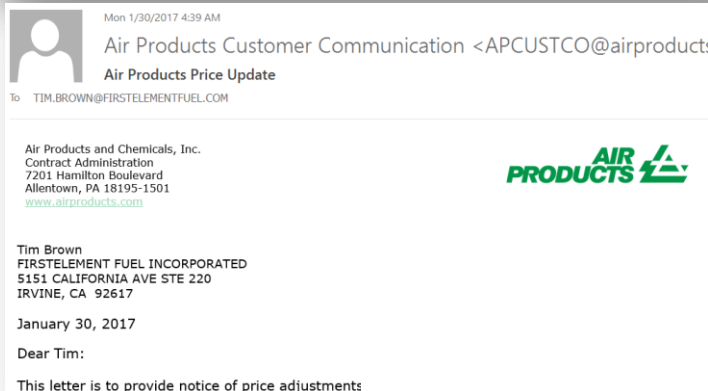 Mon 1/30/2017 4:39 AM
Air Products Customer Communication <APCUSTCO@airproducts
Air Products Price Update
To TIM.BROWN@FIRSTELEMENTFUEL.COM
Air Products and Chemicals, Inc.
Contract Administration
7201 Hamilton Boulevard
Allentown, PA 18195-1501
www.airproducts.com
AIR
PRODUCTS
Tim Brown
FIRSTELEMENT FUEL INCORPORATED
5151 CALIFORNIA AVE STE 220
IRVINE, CA 92617
January 30, 2017
Dear Tim:
This letter is to provide notice of price adjustments